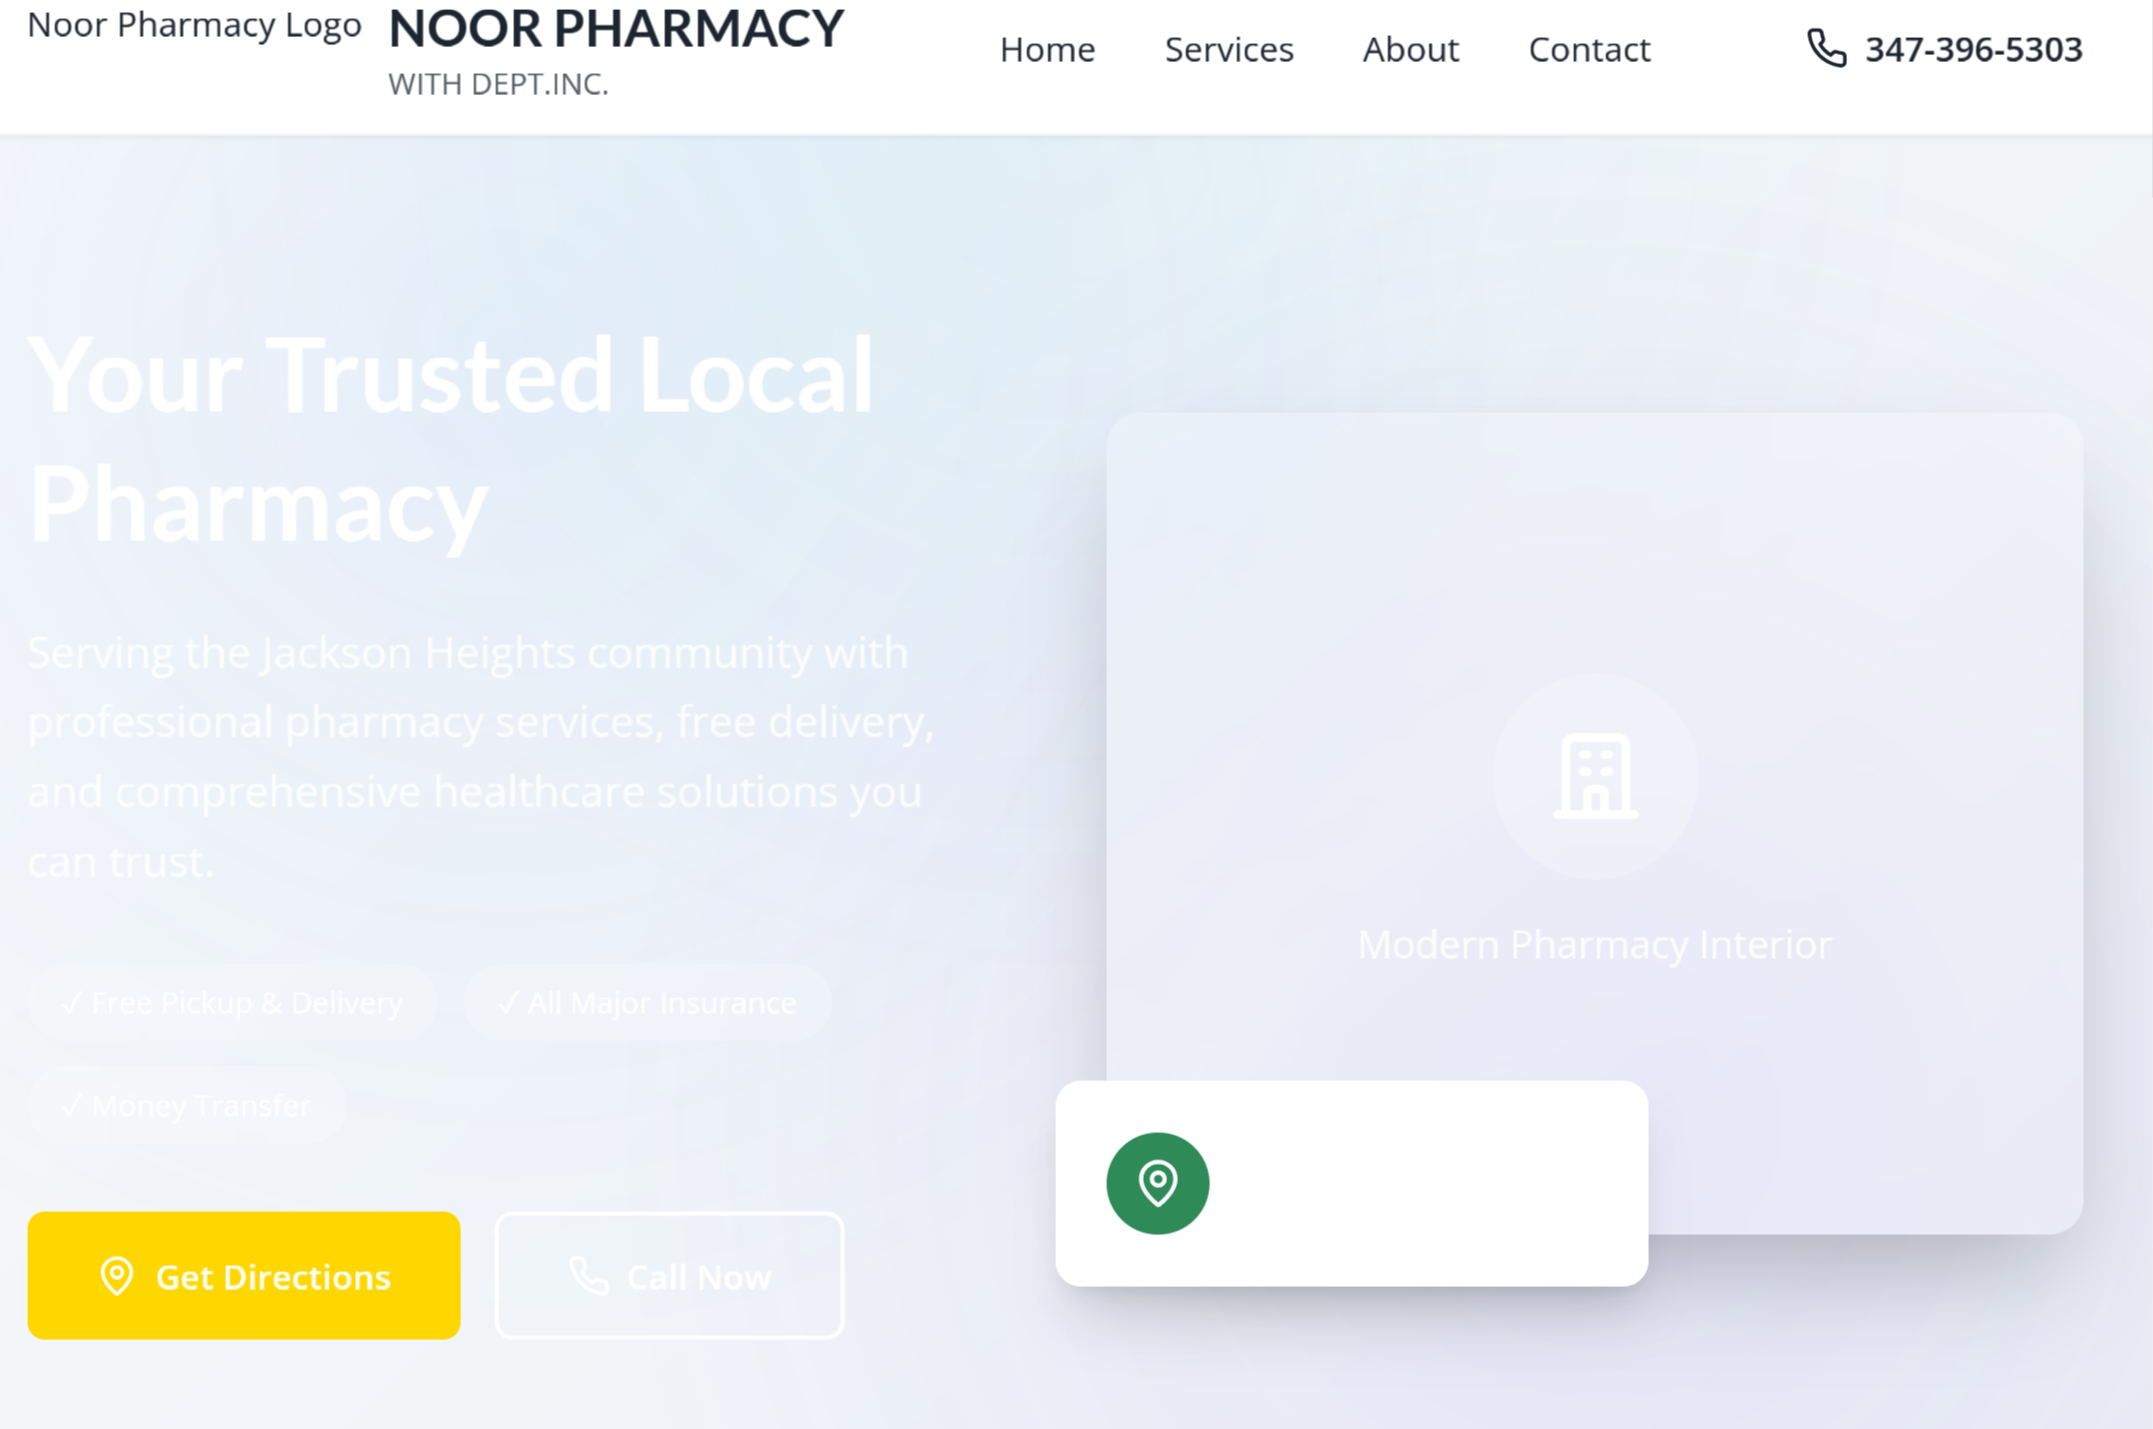 Noor Pharmacy Logo
NOOR PHARMACY
WITH DEPT.INC.
Home
Services
About
Contact
347-396-5303
Your Trusted Local
Pharmacy
Serving the Jackson Heights community with
professional pharmacy services, free delivery,
and comprehensive healthcare solutions you
can trust.
✓ Free Pickup & Delivery
✓ All Major Insurance
✓ Money Transfer
Get Directions
Call Now
Modern Pharmacy Interior